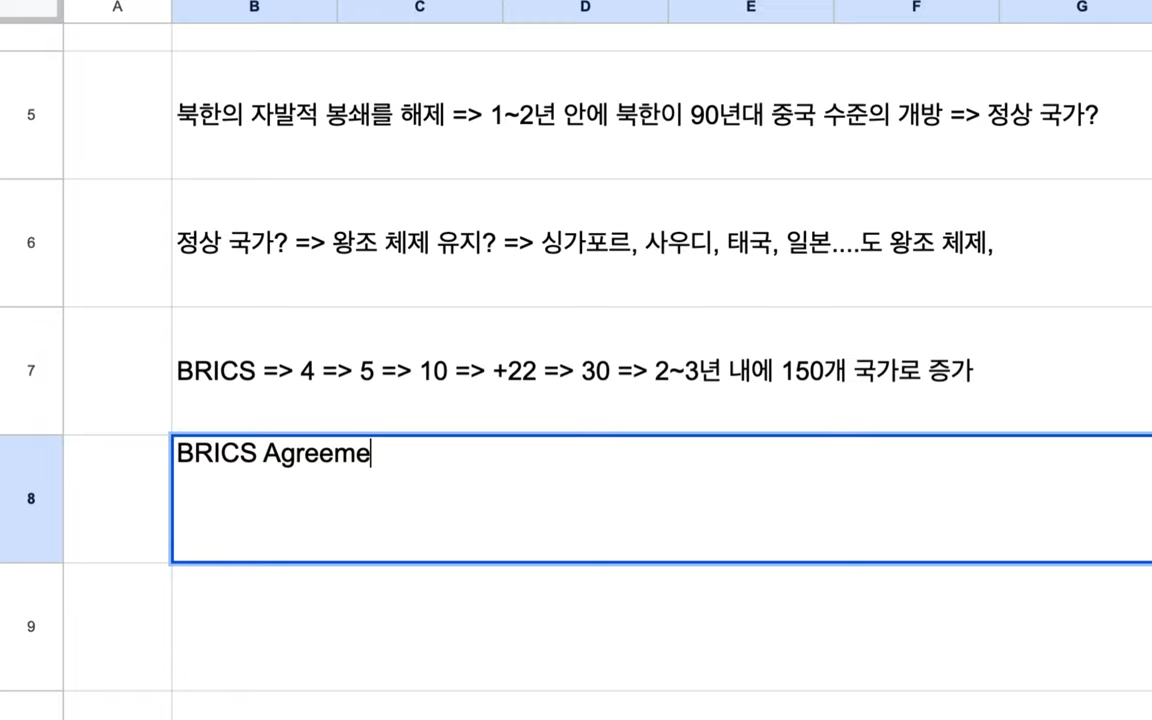 A B C D E F G
5 북한의 자발적 봉쇄를 해제 => 1~2년 안에 북한이 90년대 중국 수준의 개방 => 정상 국가?
6 정상 국가? => 왕조 체제 유지? => 싱가포르, 사우디, 태국, 일본....도 왕조 체제,
7 BRICS => 4 => 5 => 10 => +22 => 30 => 2~3년 내에 150개 국가로 증가
8 BRICS Agreeme
9